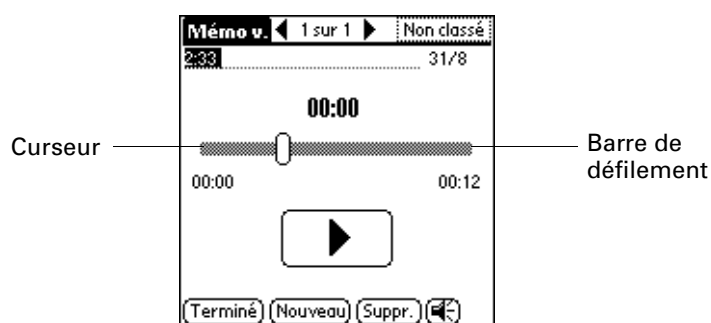 Mémo v. 1 sur 1 Non classé
2:33 31/8
00:00
Curseur
Barre de
défilement
00:00 00:12
Terminé Nouveau Suppr.